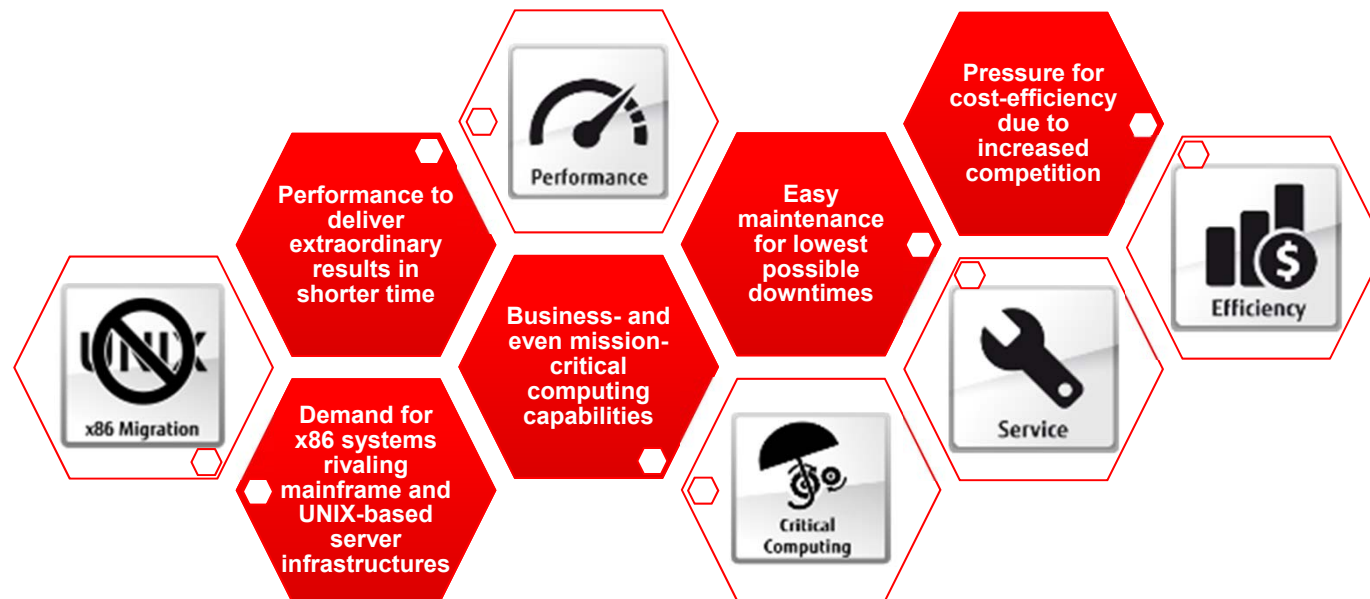 Performance
Pressure for
cost-efficiency
due to
increased
competition
Performance to
deliver
extraordinary
results in
shorter time
Easy
maintenance
for lowest
possible
downtimes
Efficiency
UNIX
x86 Migration
Business- and
even mission-
critical
computing
capabilities
Service
Demand for
x86 systems
rivaling
mainframe and
UNIX-based
server
infrastructures
Critical
Computing
$